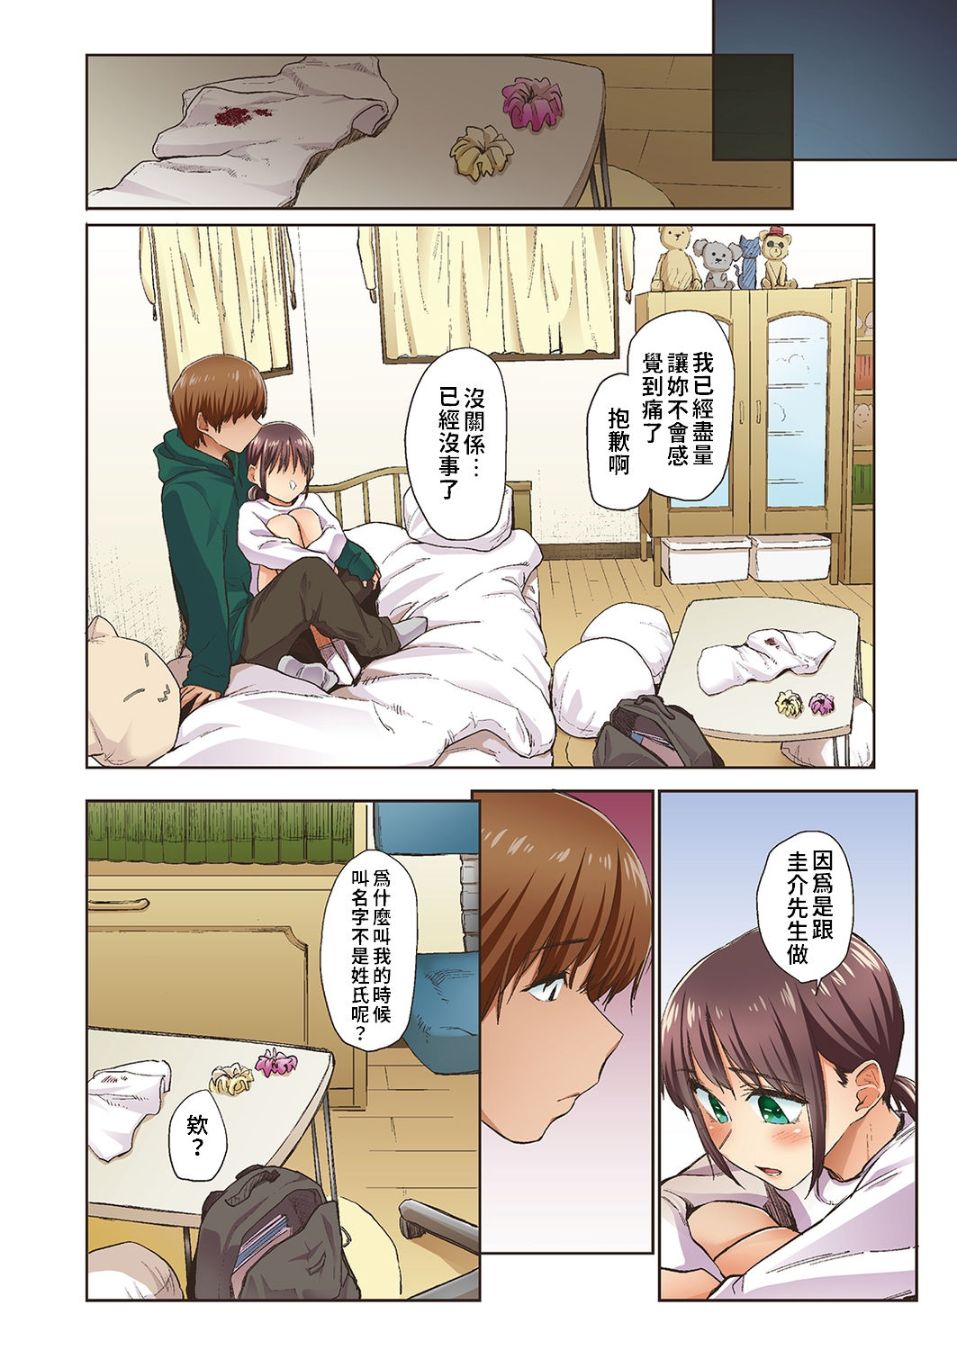 我已經盡量
讓妳不會感
覺到痛了
抱歉啊
沒關係…
已經沒事了
因爲是跟
圭介先生做
爲什麼叫我的時候
叫名字不是姓氏呢？
欸？